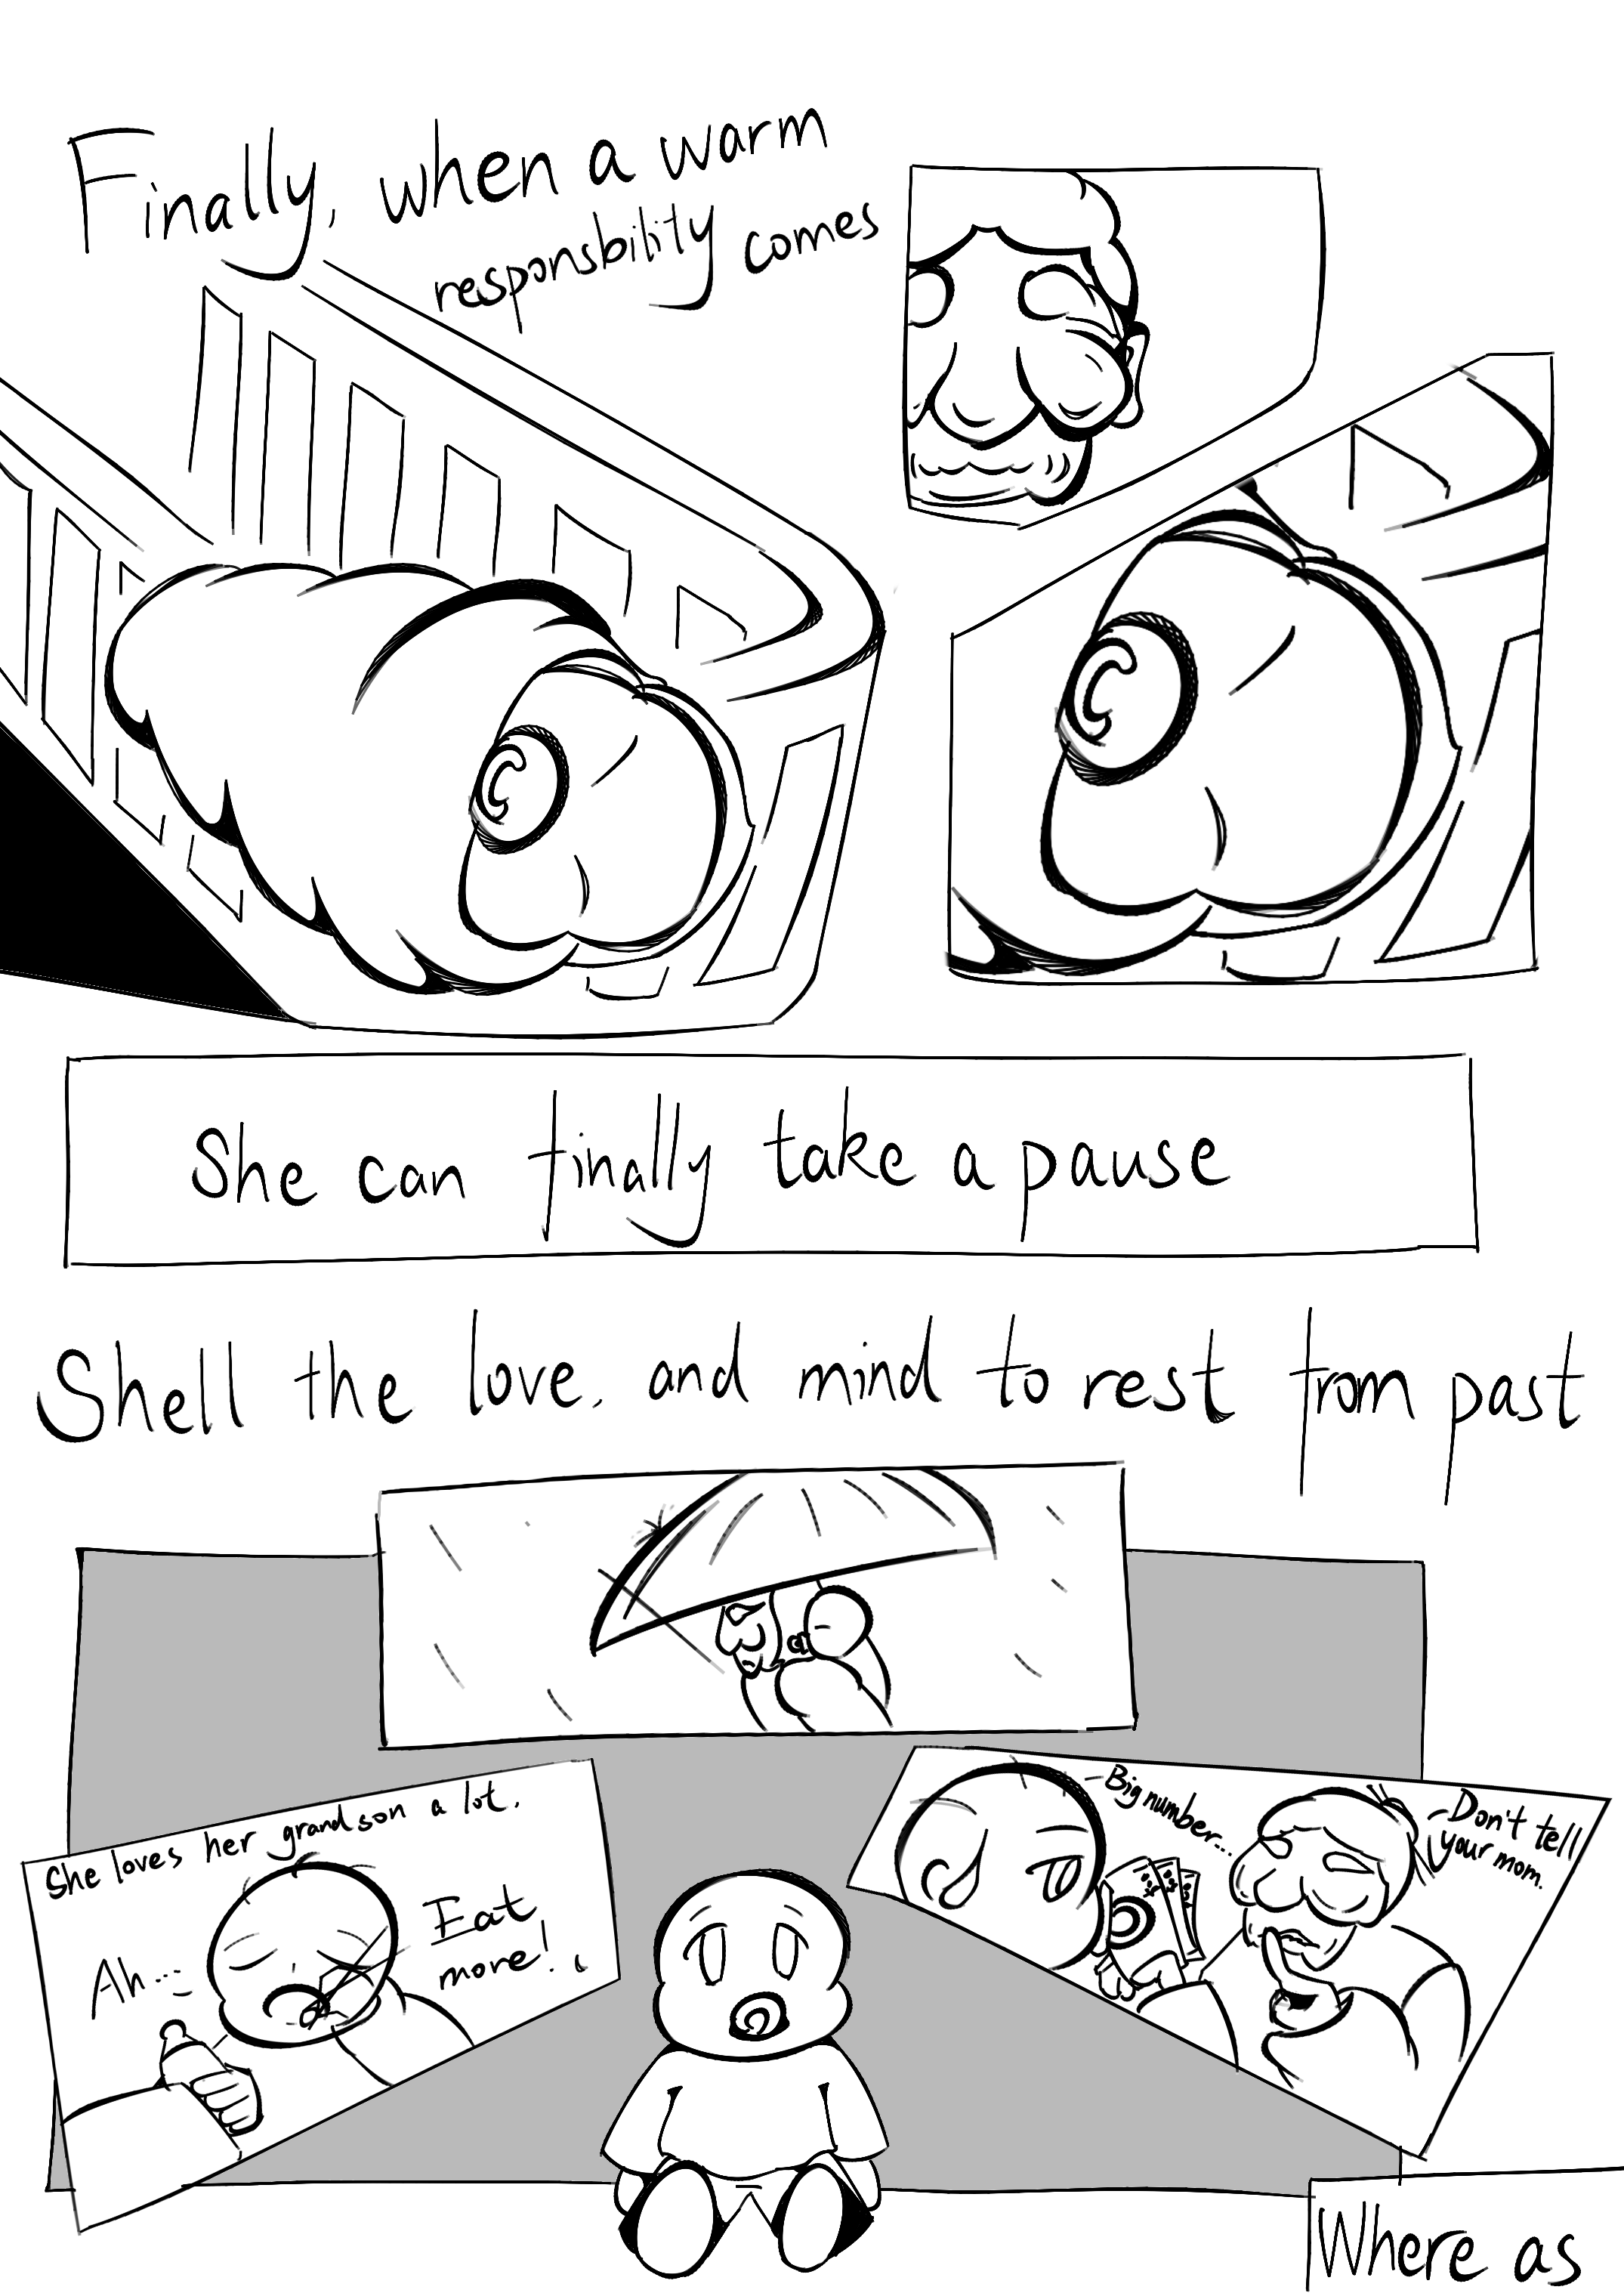 Finally, when a warm
responsbility comes
She can finally take a pause
Shell the love, and mind to rest from past
She loves her grandson a lot.
Ah...
Eat
more!
-Big number...
-Don't tell
your mom.
Where as